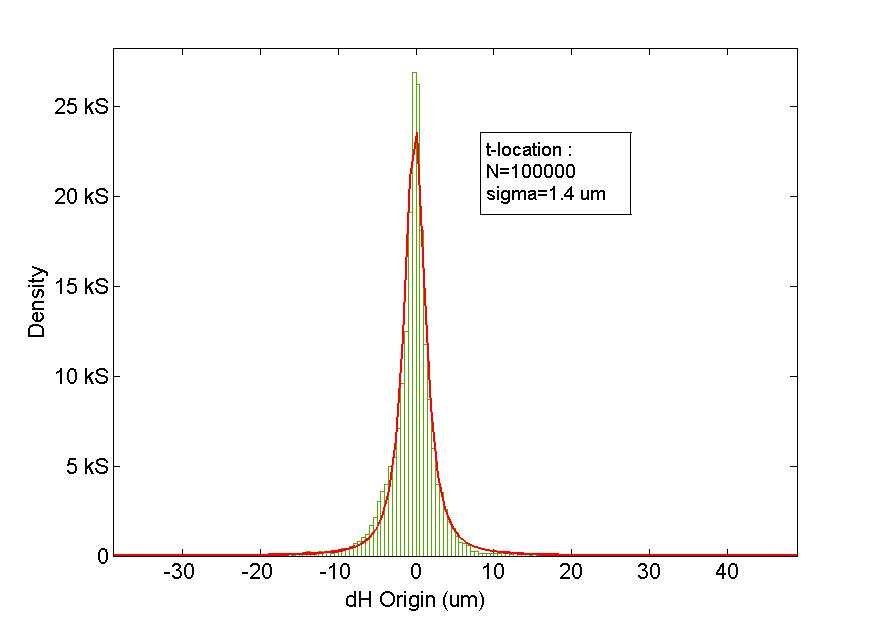 25 kS
20 kS
15 kS
10 kS
5 kS
0
Density
t-location :
N=100000
sigma=1.4 um
-30 -20 -10 0 10 20 30 40
dH Origin (um)